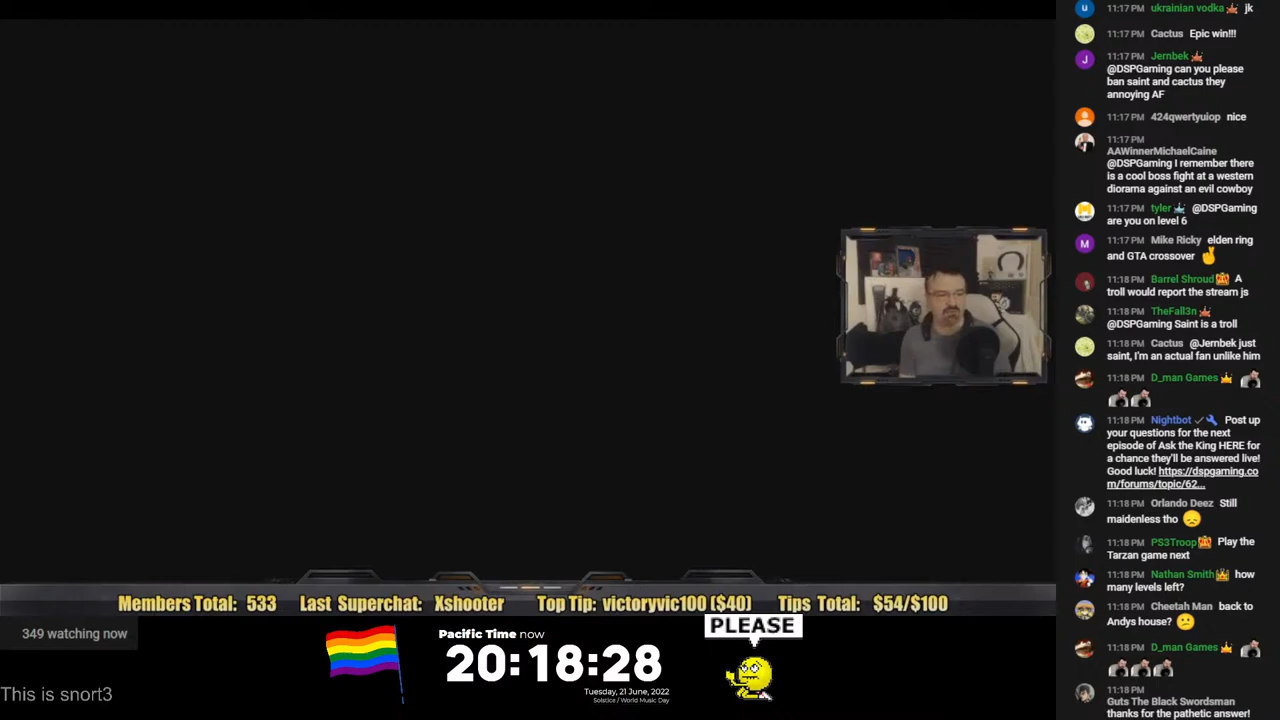 11:17 PM ukrainian vodka jk
11:17 PM Cactus Epic win!!!
11:17 PM Jernbek
@DSPGaming can you please
ban saint and cactus they
annoying AF
11:17 PM 424qwertyuiop nice
11:17 PM
AAWinnerMichaelCaine
@DSPGaming I remember there
is a cool boss fight at a western
diorama against an evil cowboy
11:17 PM tyler @DSPGaming
are you on level 6
11:17 PM Mike Ricky elden ring
and GTA crossover
11:18 PM Barrel Shroud A
troll would report the stream js
11:18 PM TheFall3n
@DSPGaming Saint is a troll
11:18 PM Cactus @Jernbek just
saint, I'm an actual fan unlike him
11:18 PM D_man Games
11:18 PM Nightbot Post up
your questions for the next
episode of Ask the King HERE for
a chance they'll be answered live!
Good luck! https://dspgaming.co
m/forums/topic/62...
11:18 PM Orlando Deez Still
maidenless tho
11:18 PM PS3Troop Play the
Tarzan game next
11:18 PM Nathan Smith how
many levels left?
11:18 PM Cheetah Man back to
Andys house?
11:18 PM D_man Games
11:18 PM
Guts The Black Swordsman
thanks for the pathetic answer!
Members Total: 533 Last Superchat: Xshooter Top Tip: victoryvic100 ($40) Tips Total: $54/$100
349 watching now
Pacific Time now
20:18:28
Tuesday, 21 June, 2022
Solstice / World Music Day
PLEASE
This is snort3